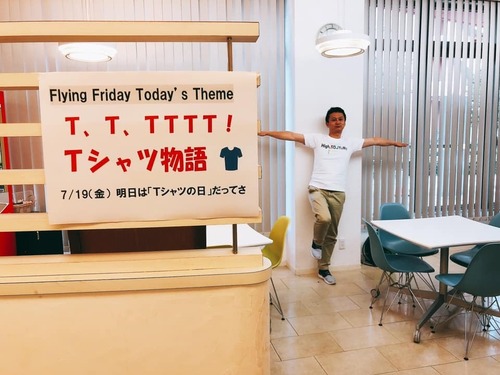 Flying Friday Today's Theme
T、T、TTTT！
Tシャツ物語
7/19(金) 明日は「Tシャツの日」だってさ